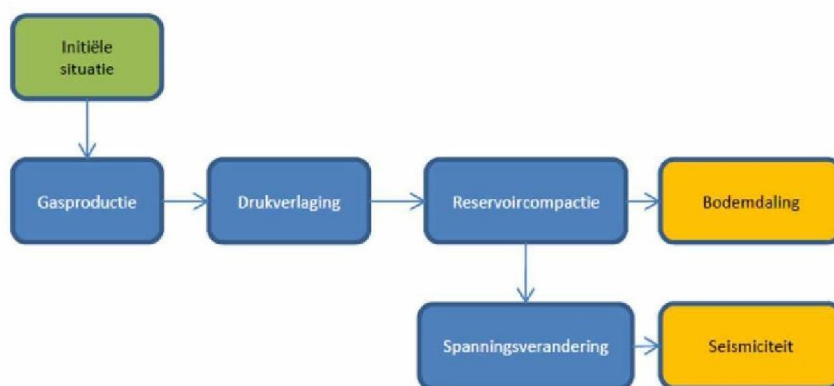 Initiële
situatie
Gasproductie
Drukverlaging
Reservoircompactie
Bodemdaling
Spanningsverandering
Seismiciteit